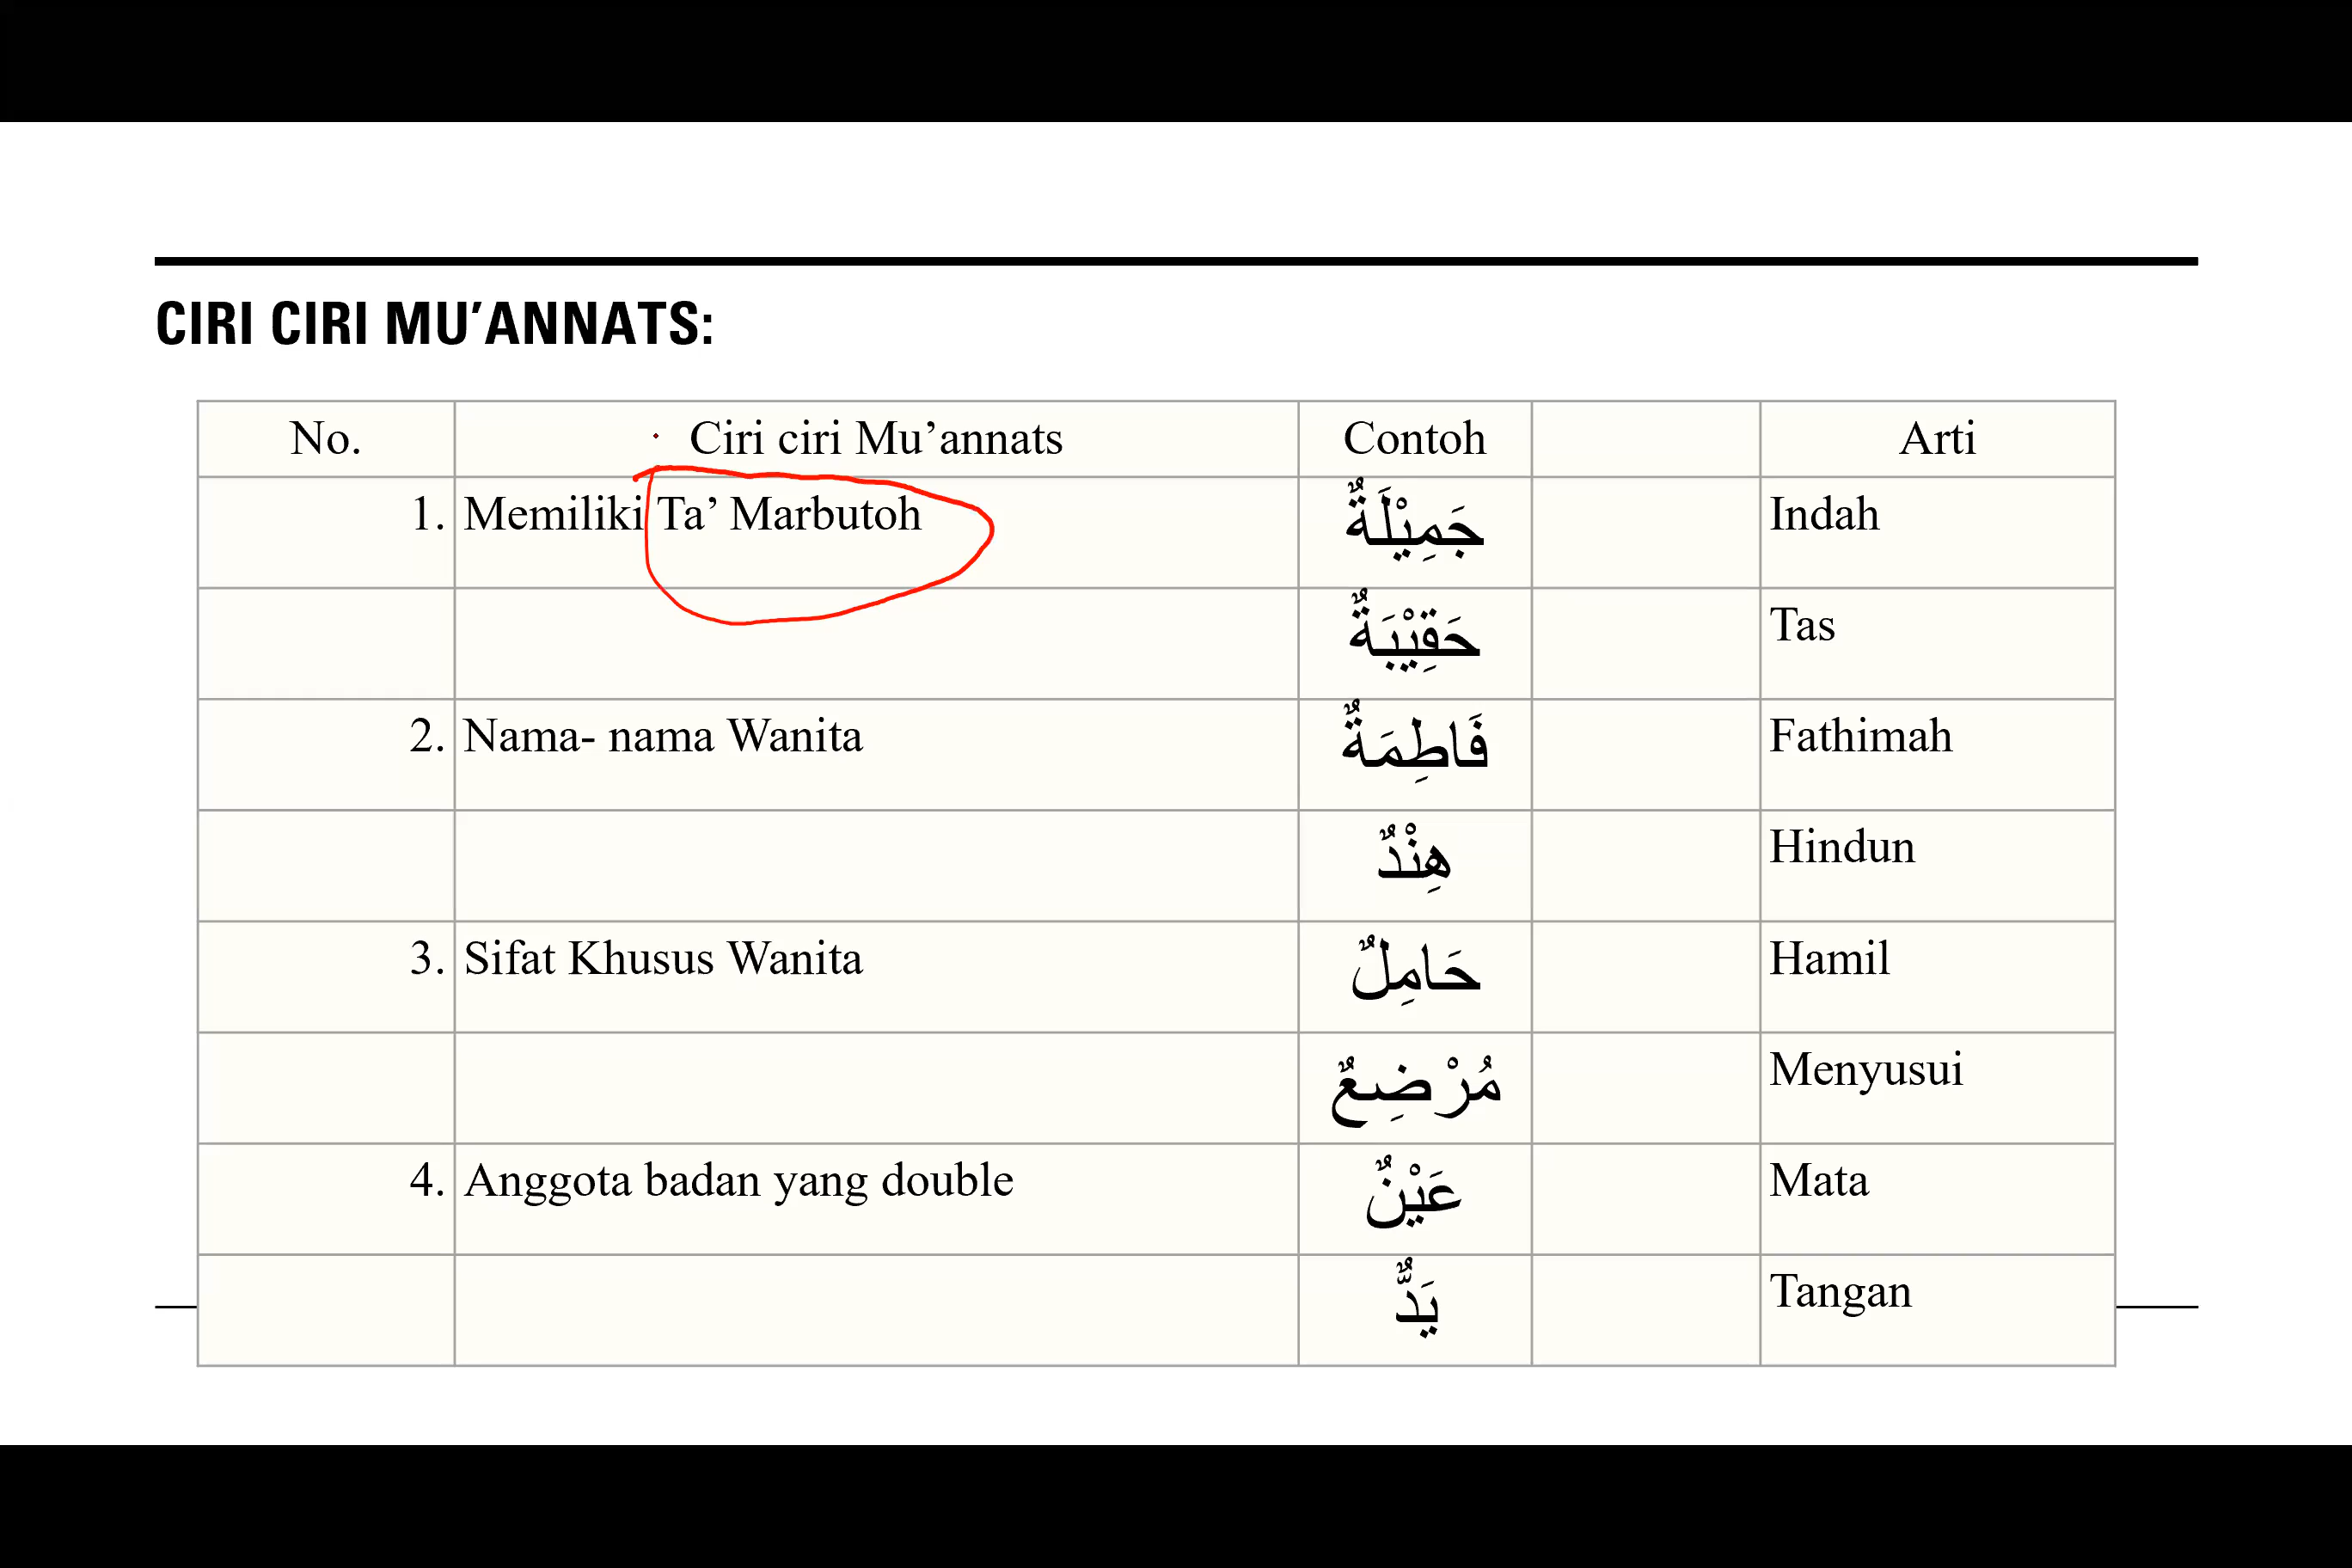 CIRI CIRI MU’ANNATS:
No. Ciri ciri Mu’annats Contoh Arti
1. Memiliki Ta’ Marbutoh جَمِيْلَةٌ Indah
حَقِيْبَةٌ Tas
2. Nama- nama Wanita فَاطِمَةٌ Fathimah
هِنْدٌ Hindun
3. Sifat Khusus Wanita حَامِلٌ Hamil
مُرْضِعٌ Menyusui
4. Anggota badan yang double عَيْنٌ Mata
يَدٌّ Tangan